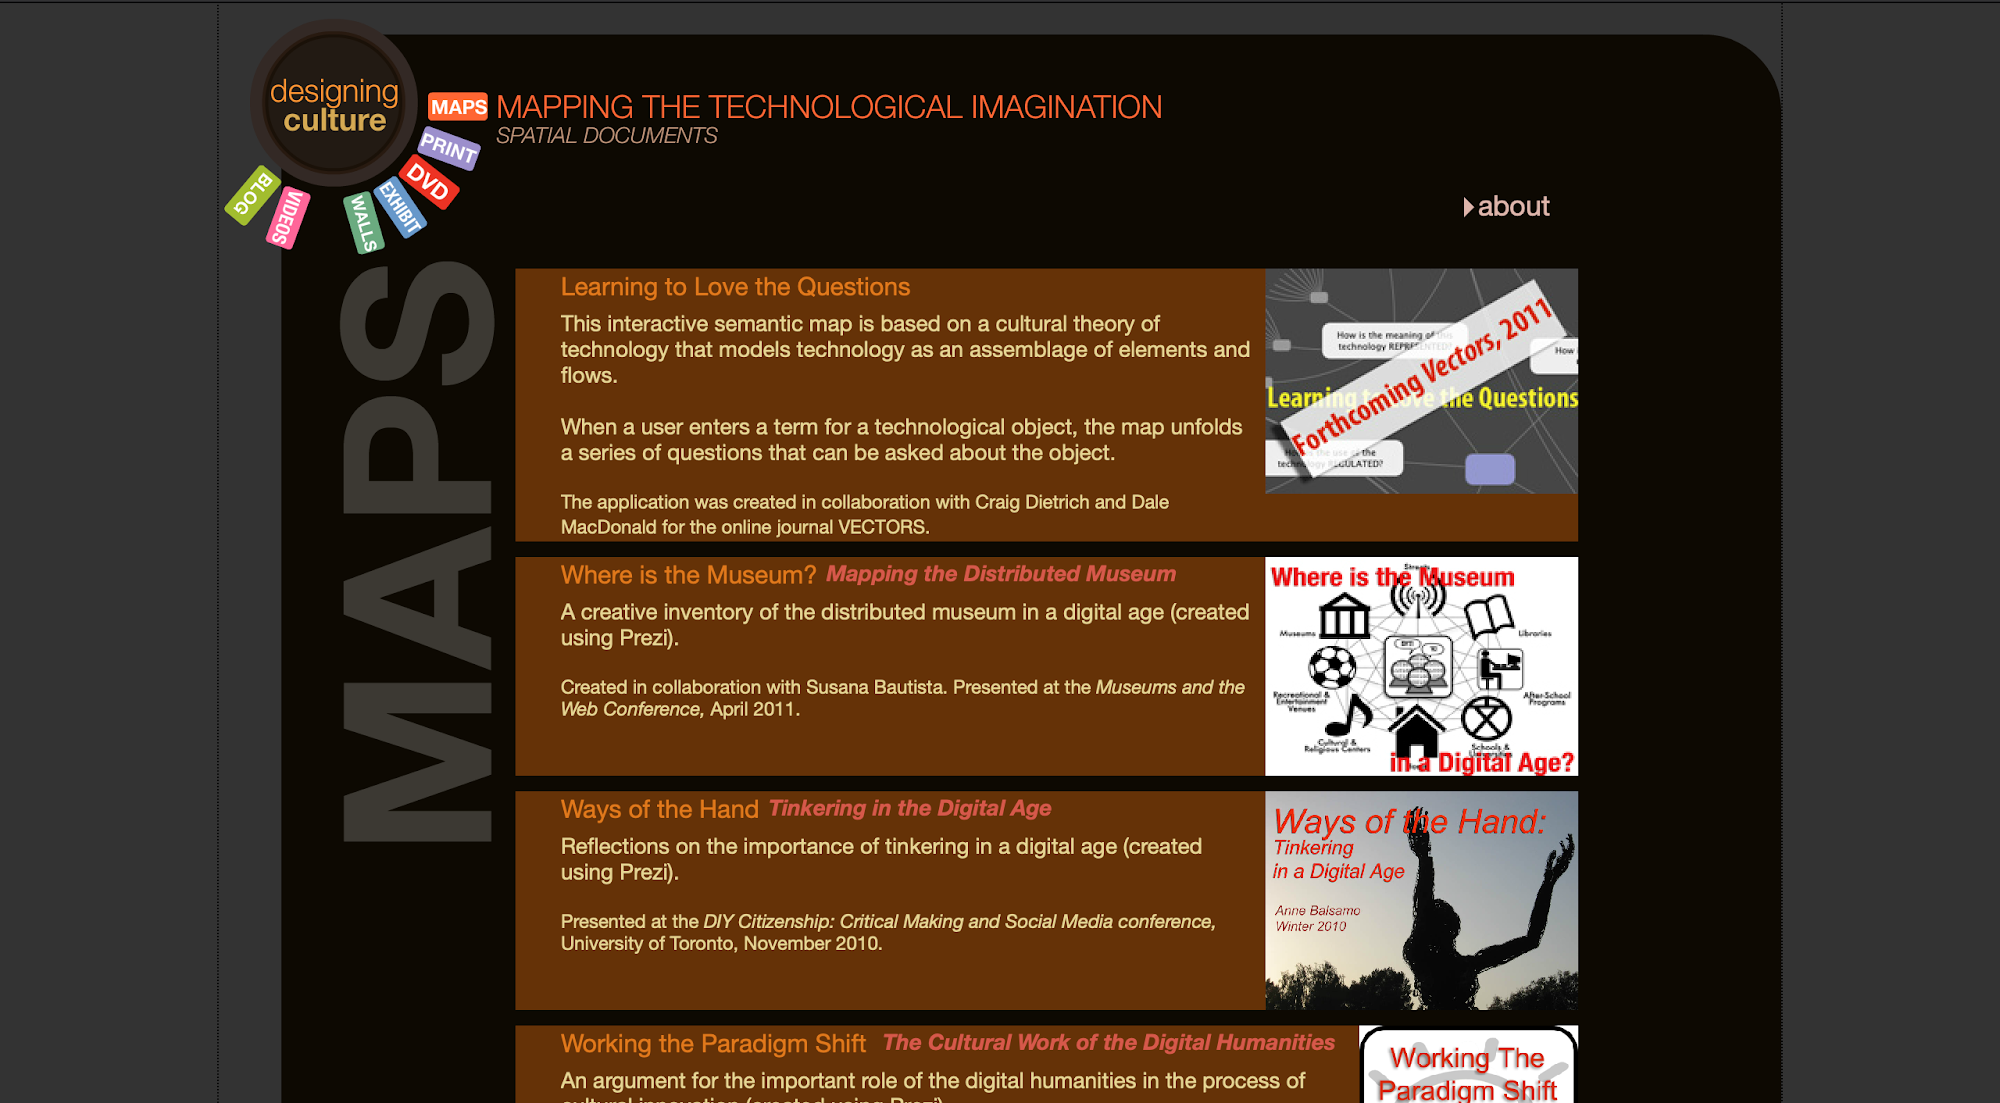 designing
culture
MAPS
PRINT
DVD
EXHIBIT
WALLS
VIDEOS
BLOG
MAPPING THE TECHNOLOGICAL IMAGINATION
SPATIAL DOCUMENTS
about
MAPS
Learning to Love the Questions
This interactive semantic map is based on a cultural theory of
technology that models technology as an assemblage of elements and
flows.
When a user enters a term for a technological object, the map unfolds
a series of questions that can be asked about the object.
The application was created in collaboration with Craig Dietrich and Dale
MacDonald for the online journal VECTORS.
How is the meaning of this
technology REPRESENTED?
How
Forthcoming Vectors, 2011
Learning to Love the Questions
How is the use of the
technology REGULATED?
Where is the Museum? Mapping the Distributed Museum
A creative inventory of the distributed museum in a digital age (created
using Prezi).
Created in collaboration with Susana Bautista. Presented at the Museums and the
Web Conference, April 2011.
Where is the Museum
Streets
Museums
Libraries
Recreational &
Entertainment
Venues
After-School
Programs
Cultural &
Religious Centers
Schools &
in a Digital Age?
Ways of the Hand Tinkering in the Digital Age
Reflections on the importance of tinkering in a digital age (created
using Prezi).
Presented at the DIY Citizenship: Critical Making and Social Media conference,
University of Toronto, November 2010.
Ways of the Hand:
Tinkering
in a Digital Age
Anne Balsamo
Winter 2010
Working the Paradigm Shift The Cultural Work of the Digital Humanities
An argument for the important role of the digital humanities in the process of
cultural innovation (created using Prezi).
Working The
Paradigm Shift